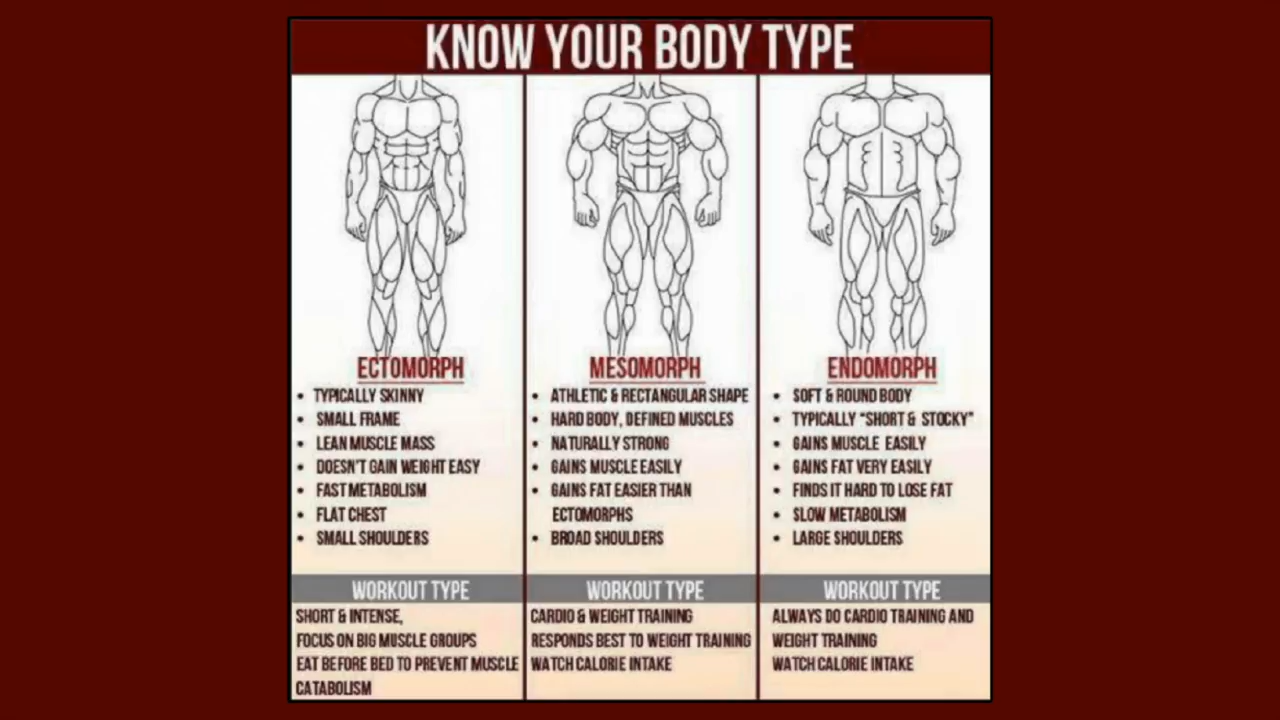 KNOW YOUR BODY TYPE
ECTOMORPH
• TYPICALLY SKINNY
• SMALL FRAME
• LEAN MUSCLE MASS
• DOESN'T GAIN WEIGHT EASY
• FAST METABOLISM
• FLAT CHEST
• SMALL SHOULDERS
WORKOUT TYPE
SHORT & INTENSE,
FOCUS ON BIG MUSCLE GROUPS
EAT BEFORE BED TO PREVENT MUSCLE
CATABOLISM
MESOMORPH
• ATHLETIC & RECTANGULAR SHAPE
• HARD BODY, DEFINED MUSCLES
• NATURALLY STRONG
• GAINS MUSCLE EASILY
• GAINS FAT EASIER THAN
ECTOMORPHS
• BROAD SHOULDERS
WORKOUT TYPE
CARDIO & WEIGHT TRAINING
RESPONDS BEST TO WEIGHT TRAINING
WATCH CALORIE INTAKE
ENDOMORPH
• SOFT & ROUND BODY
• TYPICALLY "SHORT & STOCKY"
• GAINS MUSCLE EASILY
• GAINS FAT VERY EASILY
• FINDS IT HARD TO LOSE FAT
• SLOW METABOLISM
• LARGE SHOULDERS
WORKOUT TYPE
ALWAYS DO CARDIO TRAINING AND
WEIGHT TRAINING
WATCH CALORIE INTAKE